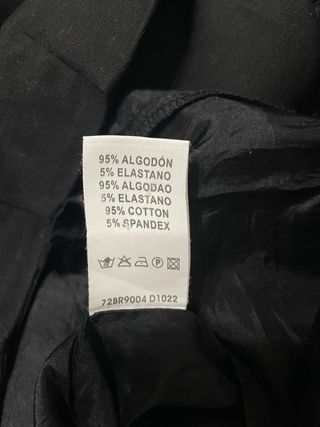 95% ALGODÓN
5% ELASTANO
95% ALGODAO
5% ELASTANO
95% COTTON
5% SPANDEX
P
72BR9004 D1022